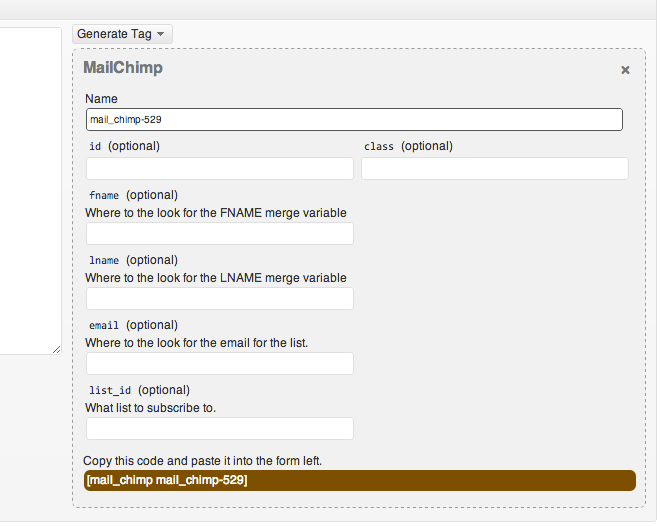 Generate Tag
MailChimp
Name
mail_chimp-529
id (optional) class (optional)
fname (optional)
Where to the look for the FNAME merge variable
lname (optional)
Where to the look for the LNAME merge variable
email (optional)
Where to the look for the email for the list.
list_id (optional)
What list to subscribe to.
Copy this code and paste it into the form left.
[mail_chimp mail_chimp-529]